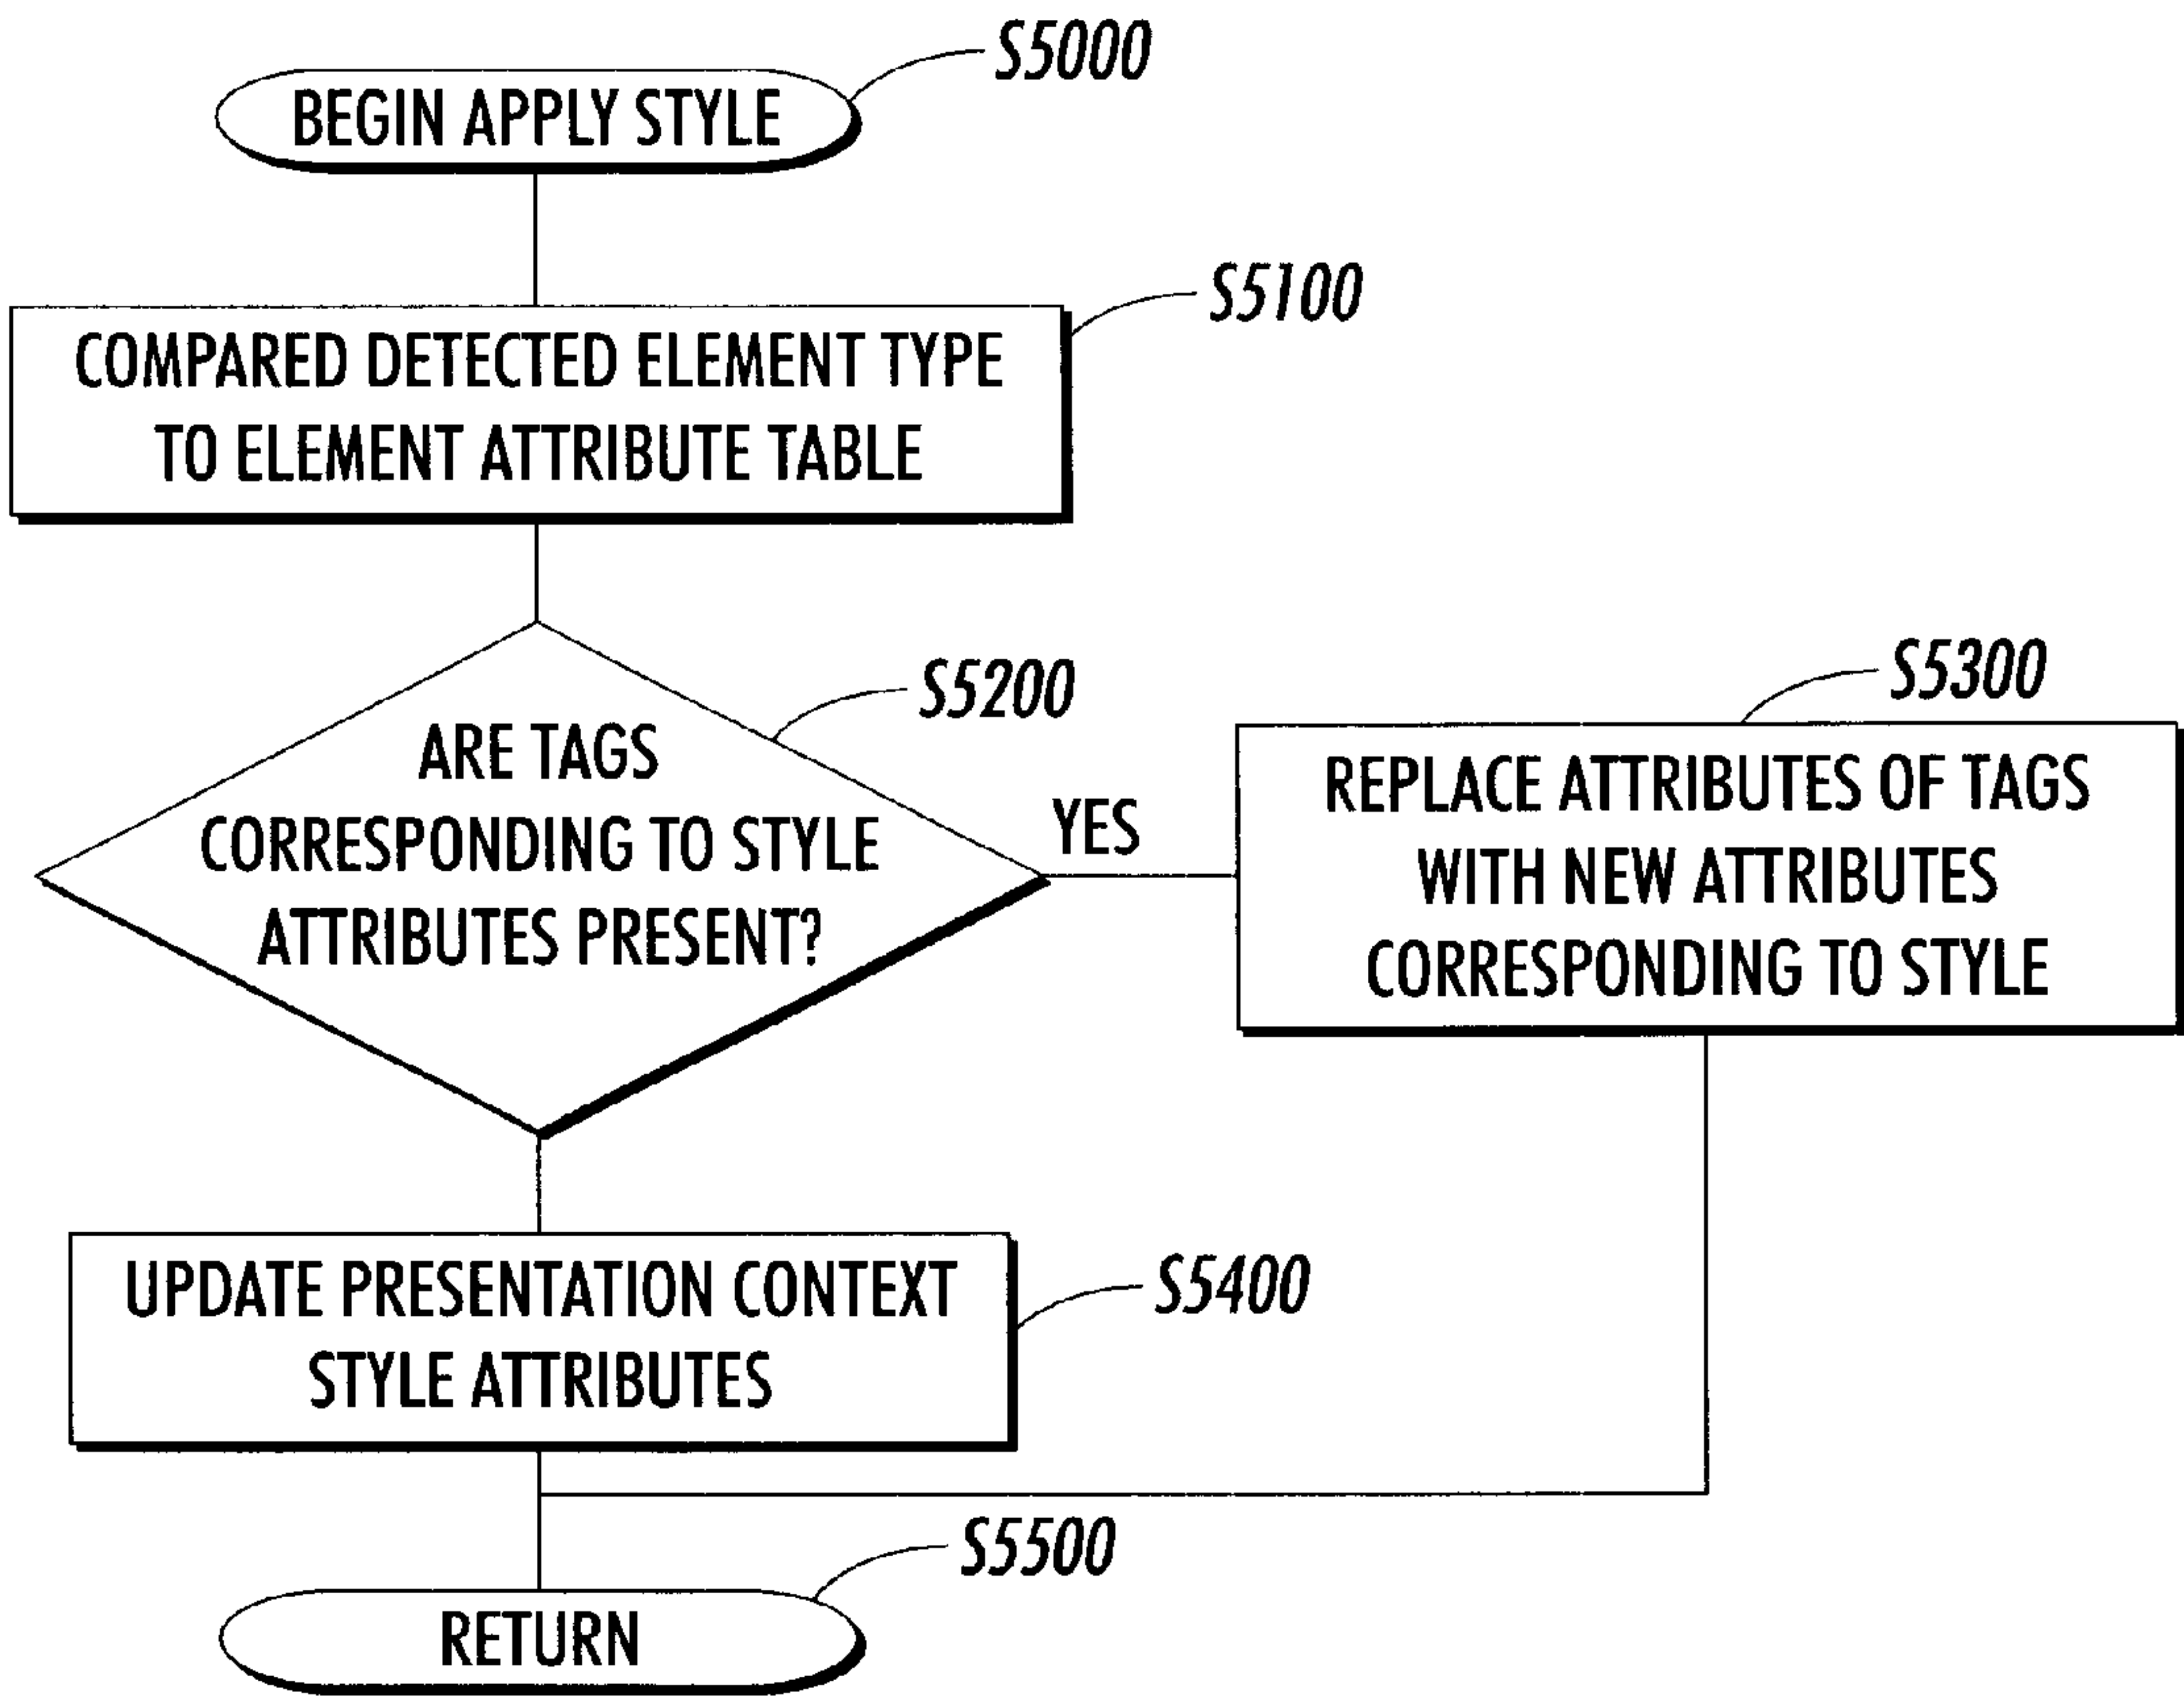 S5000
BEGIN APPLY STYLE
S5100
COMPARED DETECTED ELEMENT TYPE
TO ELEMENT ATTRIBUTE TABLE
S5200
ARE TAGS
CORRESPONDING TO STYLE
ATTRIBUTES PRESENT?
YES
S5300
REPLACE ATTRIBUTES OF TAGS
WITH NEW ATTRIBUTES
CORRESPONDING TO STYLE
UPDATE PRESENTATION CONTEXT
STYLE ATTRIBUTES
S5400
S5500
RETURN